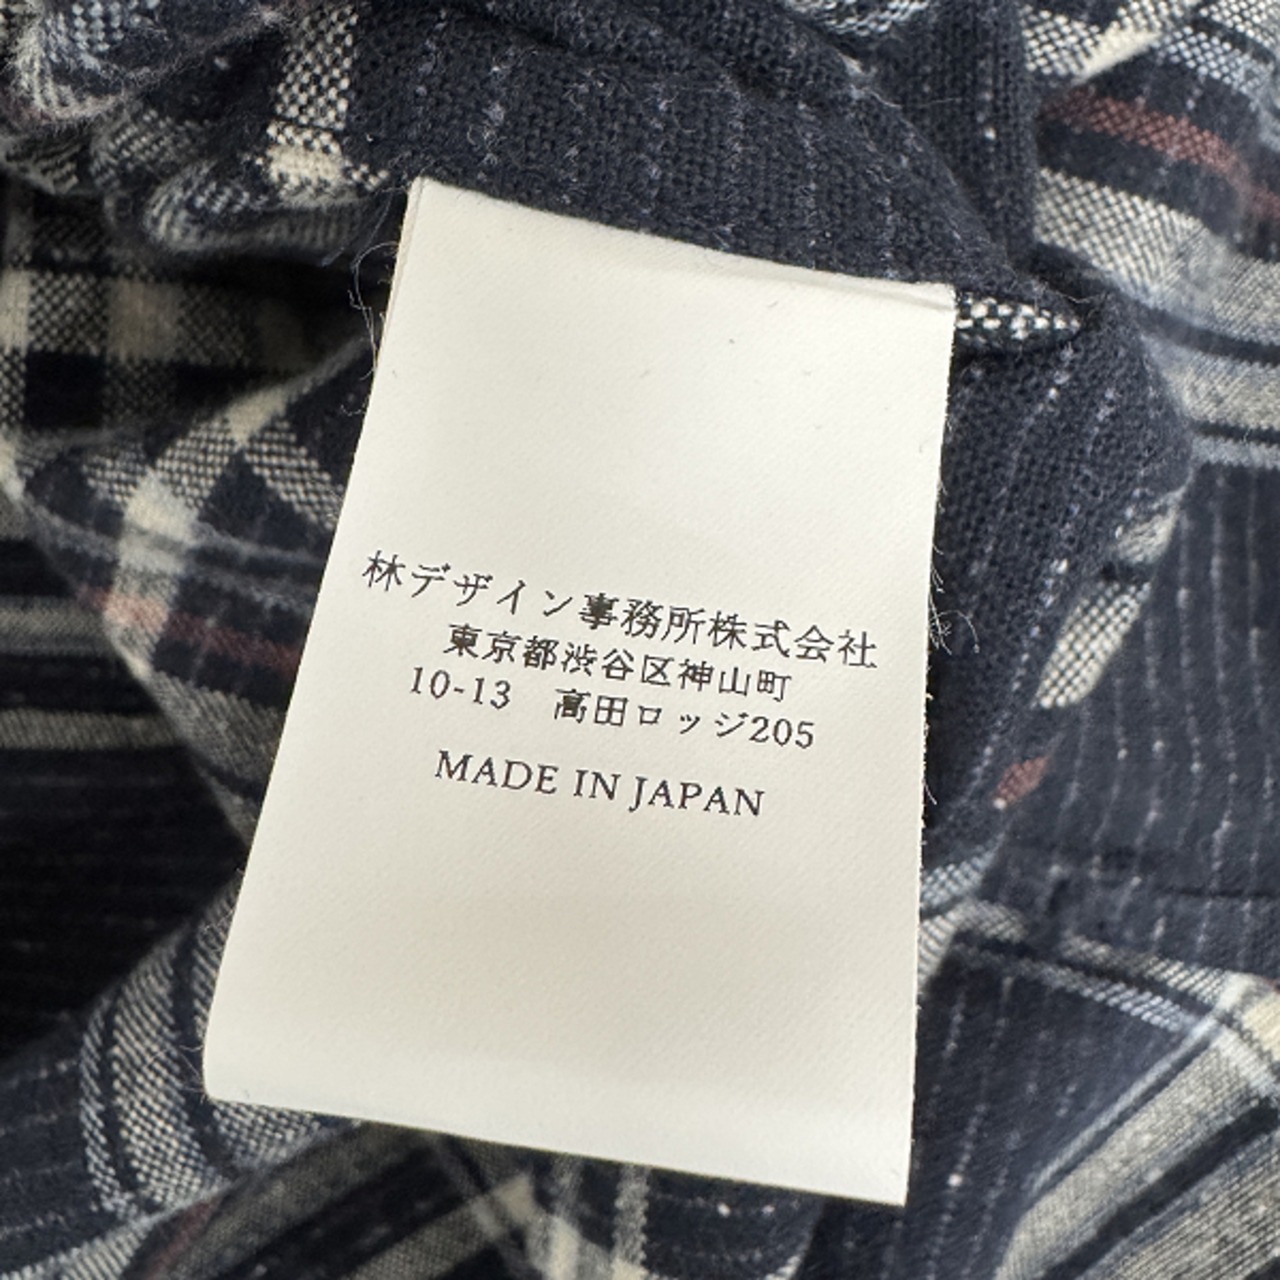 林デザイン事務所株式会社
東京都渋谷区神山町
10-13　高田ロッジ205
MADE IN JAPAN